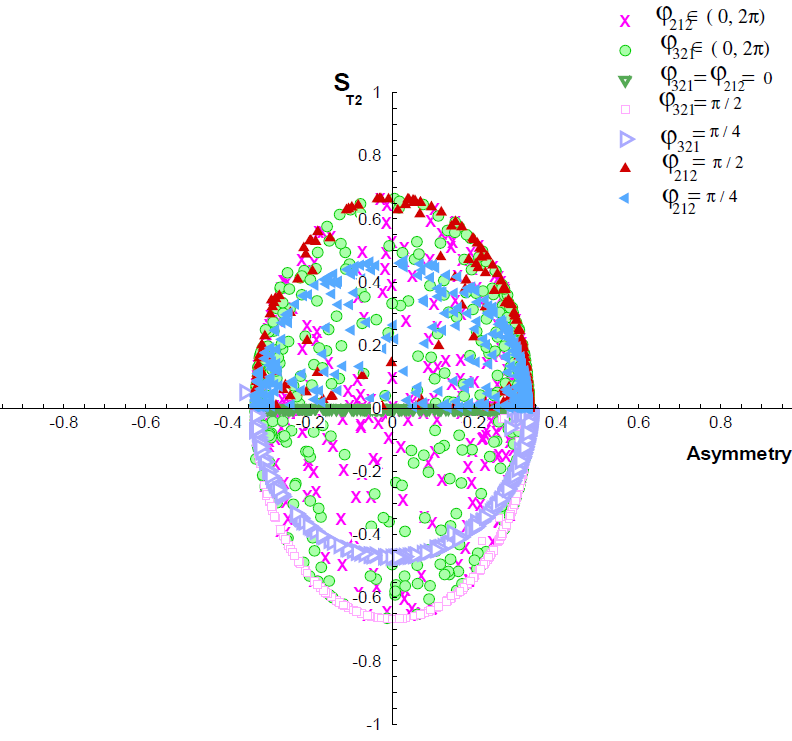 φ212 ∈ ( 0, 2π)
φ321 ∈ ( 0, 2π)
φ321 = φ212 = 0
φ321 = π / 2
φ321 = π / 4
φ212 = π / 2
φ212 = π / 4
ST2
1
0.8
0.6
0.4
0.2
0
-0.8 -0.6 -0.4 -0.2 0 0.2 0.4 0.6 0.8
Asymmetry
-0.2
-0.4
-0.6
-0.8
-1